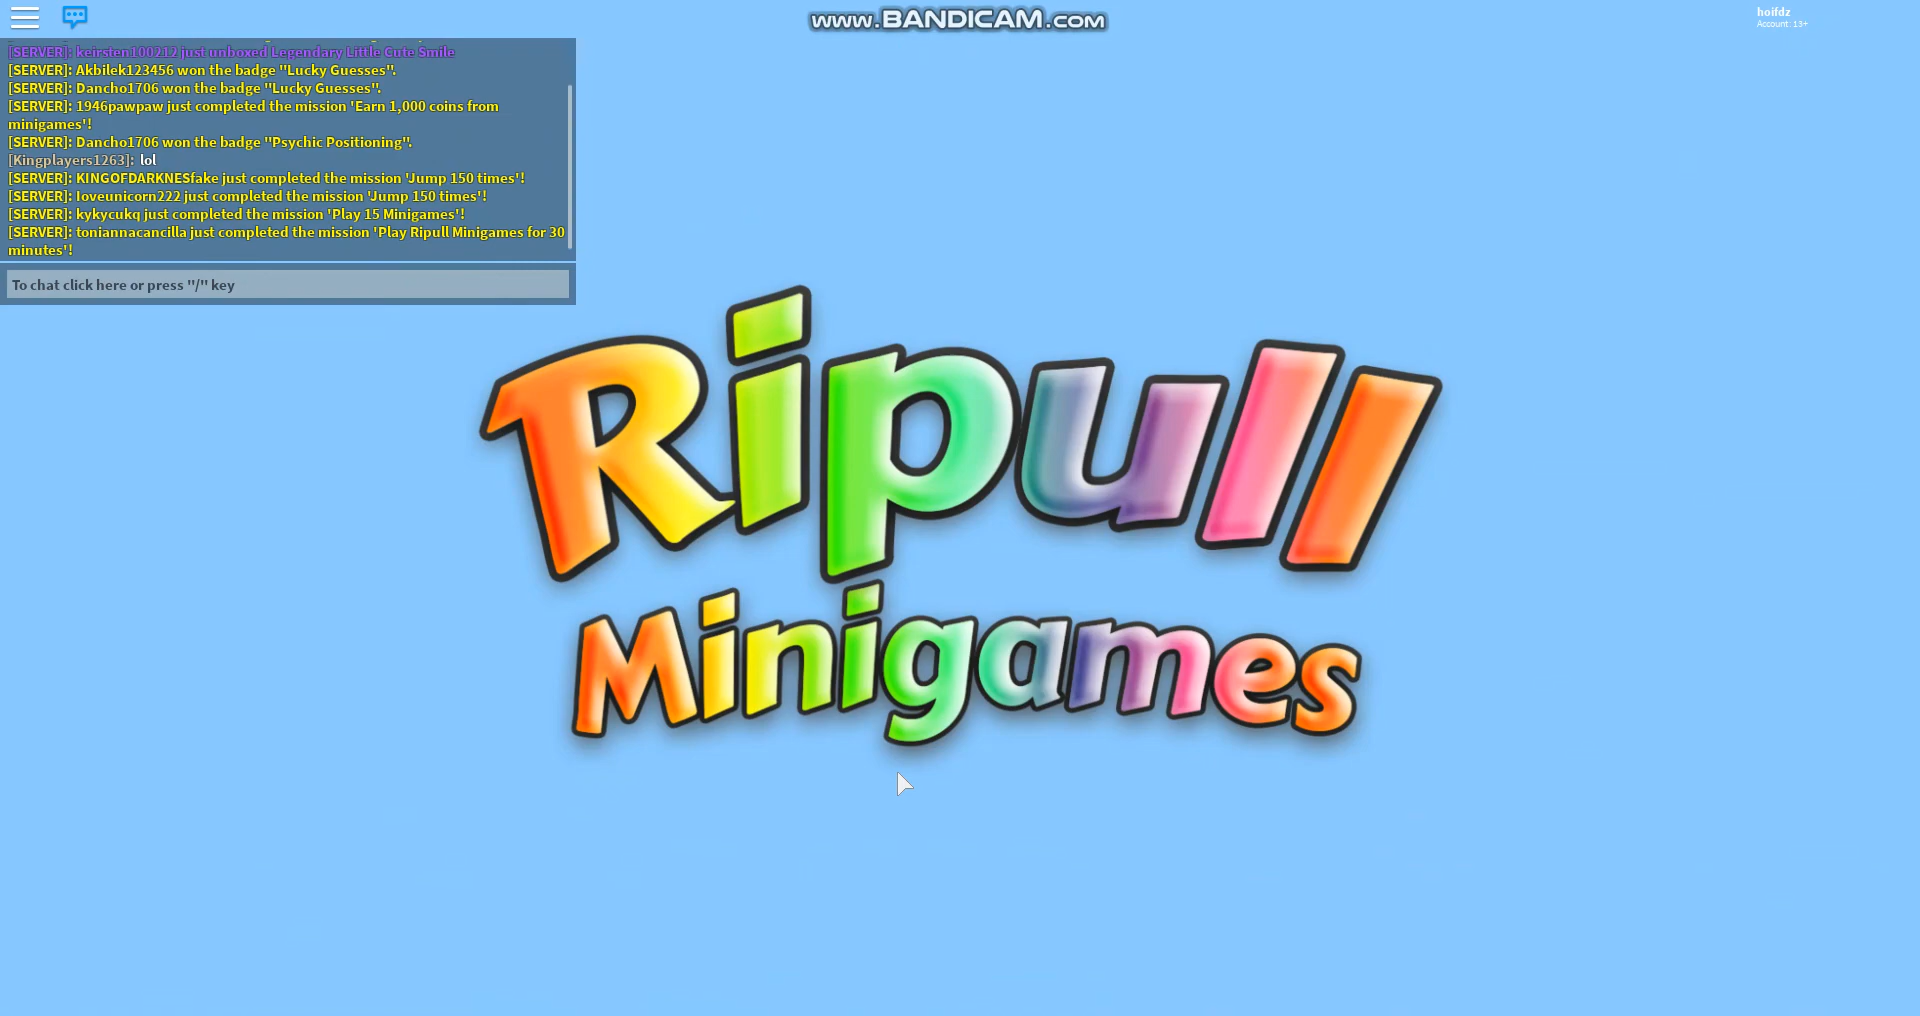 www.BANDICAM.com
hoifdz
Account: 13+
[SERVER]: keirsten100212 just unboxed Legendary Little Cute Smile
[SERVER]: Akbilek123456 won the badge "Lucky Guesses".
[SERVER]: Dancho1706 won the badge "Lucky Guesses".
[SERVER]: 1946pawpaw just completed the mission 'Earn 1,000 coins from
minigames'!
[SERVER]: Dancho1706 won the badge "Psychic Positioning".
[Kingplayers1263]: lol
[SERVER]: KINGOFDARKNESfake just completed the mission 'Jump 150 times'!
[SERVER]: Ioveunicorn222 just completed the mission 'Jump 150 times'!
[SERVER]: kykycukq just completed the mission 'Play 15 Minigames'!
[SERVER]: toniannacancilla just completed the mission 'Play Ripull Minigames for 30
minutes'!
To chat click here or press "/" key
Ripull
Minigames